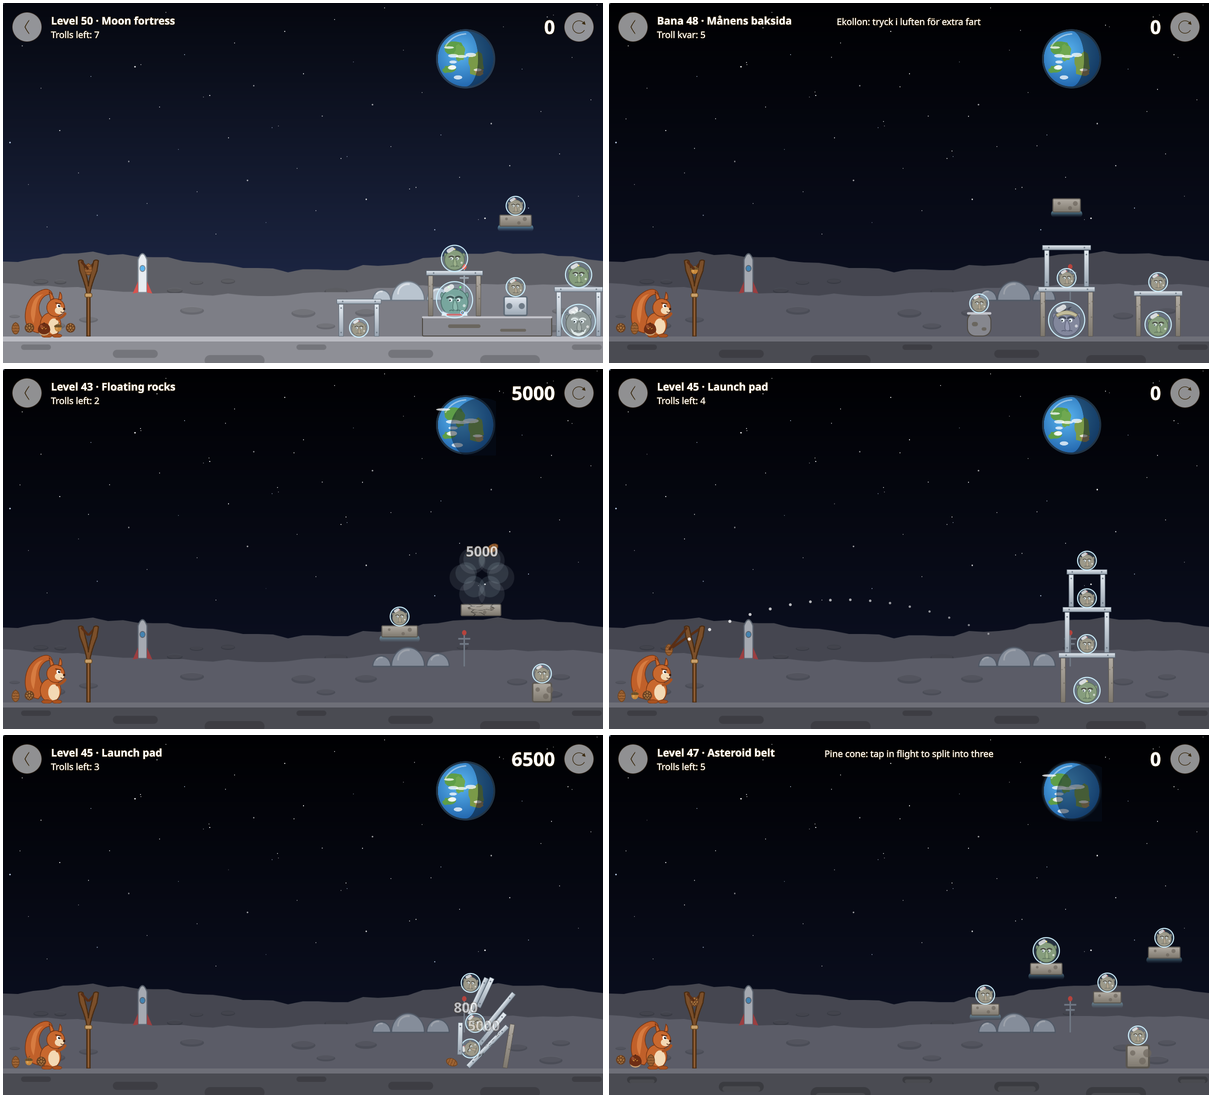 Level 50 · Moon fortress
Trolls left: 7
0
Bana 48 · Månens baksida
Troll kvar: 5
Ekollon: tryck i luften för extra fart
0
Level 43 · Floating rocks
Trolls left: 2
5000
5000
Level 45 · Launch pad
Trolls left: 4
0
Level 45 · Launch pad
Trolls left: 3
6500
800
5000
Level 47 · Asteroid belt
Trolls left: 5
Pine cone: tap in flight to split into three
0